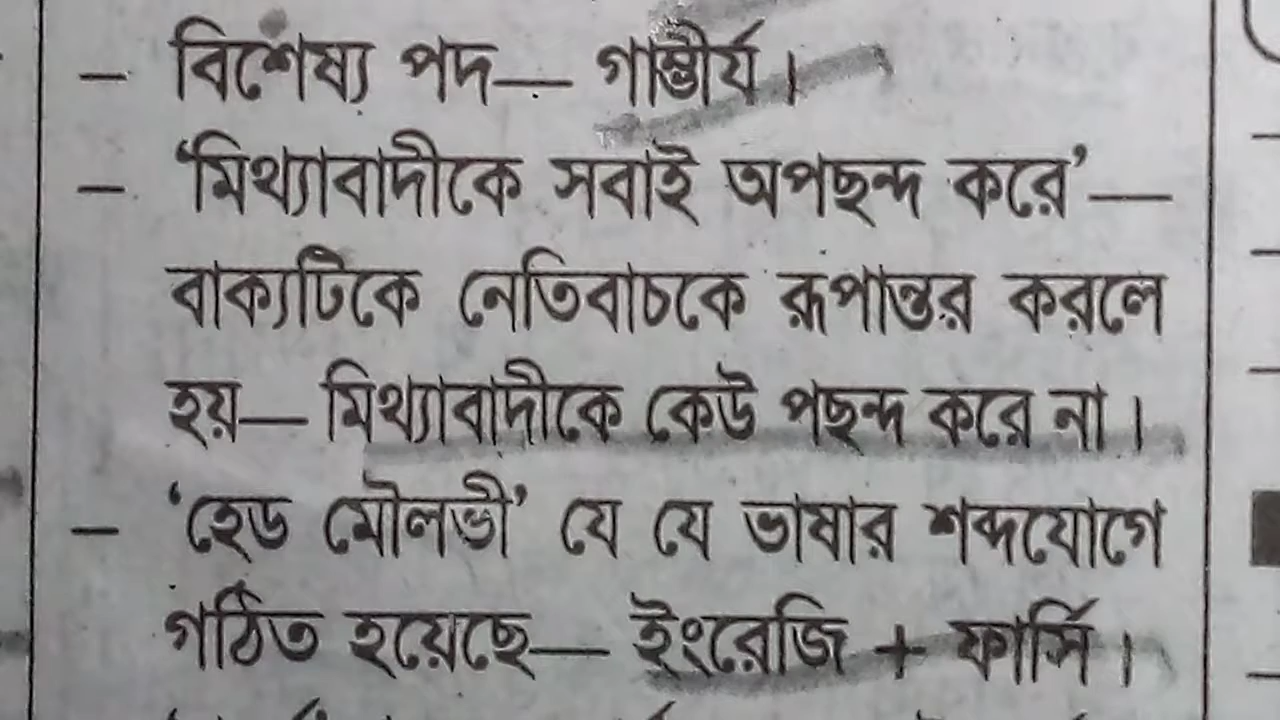 – বিশেষ্য পদ— গাম্ভীর্য।
– ‘মিথ্যাবাদীকে সবাই অপছন্দ করে’—
বাক্যটিকে নেতিবাচকে রূপান্তর করলে
হয়— মিথ্যাবাদীকে কেউ পছন্দ করে না।
– ‘হেড মৌলভী’ যে যে ভাষার শব্দযোগে
গঠিত হয়েছে— ইংরেজি + ফার্সি।